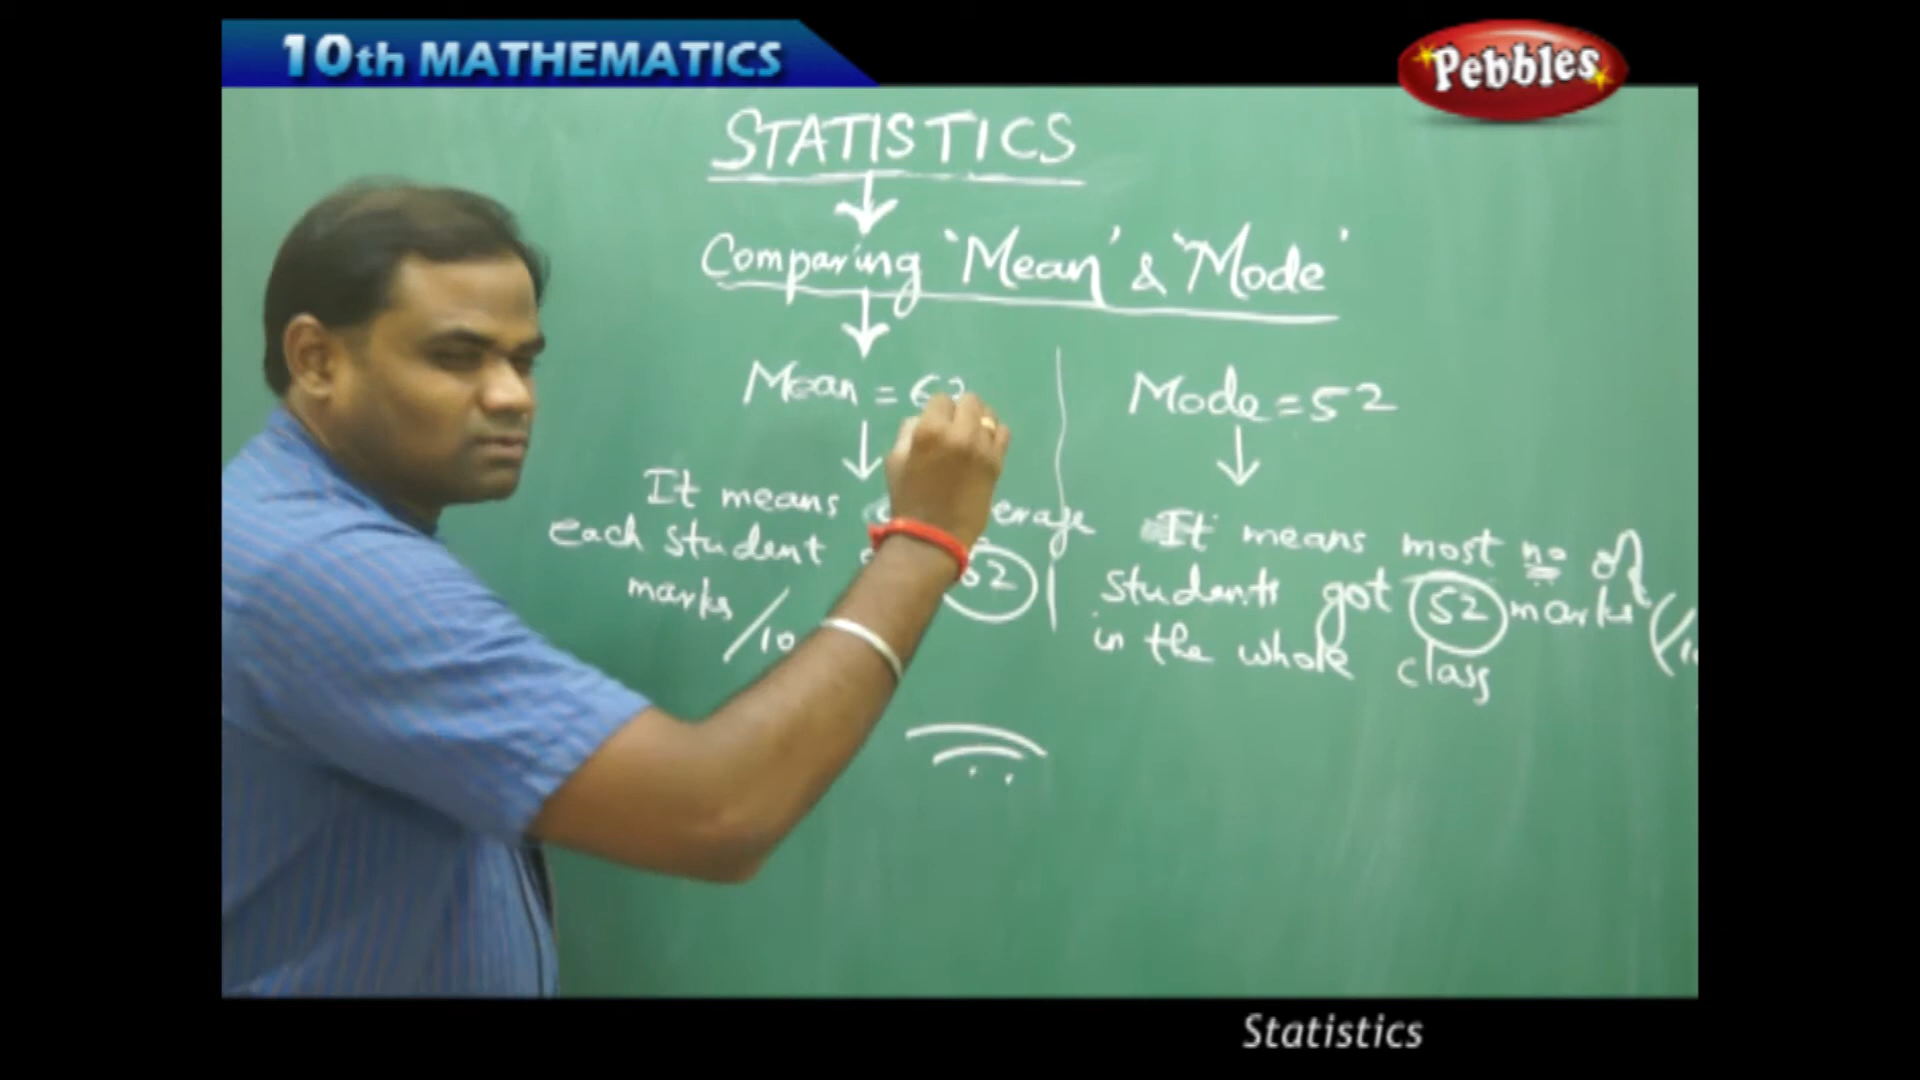 10th MATHEMATICS
Pebbles
STATISTICS
Comparing 'Mean' & 'Mode'
Mean = 62
Mode = 52
It means
each student
marks
It means most no of
students got 52 marks
in the whole class
Statistics